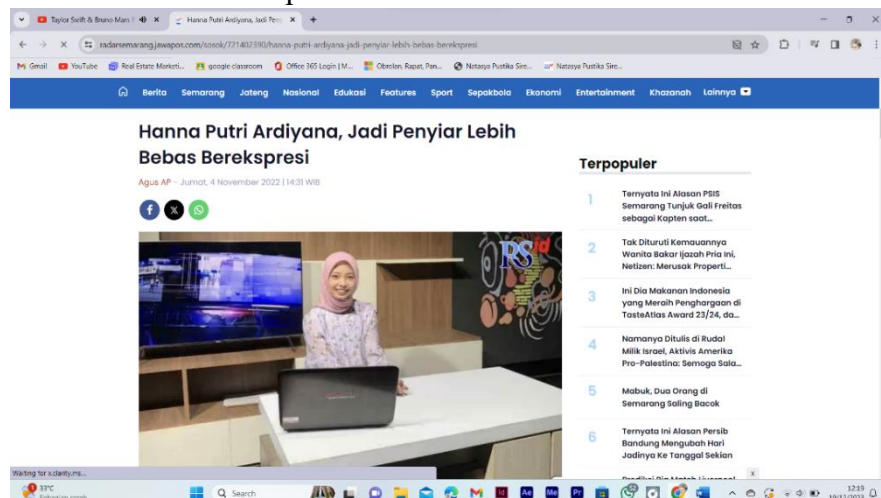 Taylor Swift & Bruno Mars
Hanna Putri Ardiyana, Jadi Peny
radarsemarang.jawapos.com/sosok/721402390/hanna-putri-ardiyana-jadi-penyiar-lebih-bebas-berekspresi
Gmail YouTube Real Estate Marketi... google classroom Office 365 Login | M... Obrolan, Rapat, Pan... Natasya Pustika Sire... Natasya Pustika Sire...
Berita Semarang Jateng Nasional Edukasi Features Sport Sepakbola Ekonomi Entertainment Khazanah Lainnya
Hanna Putri Ardiyana, Jadi Penyiar Lebih
Bebas Berekspresi
Agus AP - Jumat, 4 November 2022 | 14:31 WIB
RSid
Terpopuler
1 Ternyata Ini Alasan PSIS
Semarang Tunjuk Gali Freitas
sebagai Kapten saat...
2 Tak Dituruti Kemauannya
Wanita Bakar Ijazah Pria Ini,
Netizen: Merusak Properti...
3 Ini Dia Makanan Indonesia
yang Meraih Penghargaan di
TasteAtlas Award 23/24, da...
4 Namanya Ditulis di Rudal
Milik Israel, Aktivis Amerika
Pro-Palestina: Semoga Sala...
5 Mabuk, Dua Orang di
Semarang Saling Bacok
6 Ternyata Ini Alasan Persib
Bandung Mengubah Hari
Jadinya Ke Tanggal Sekian
Waiting for x.clarity.ms...
33°C
Search
12:19
19/12/2023